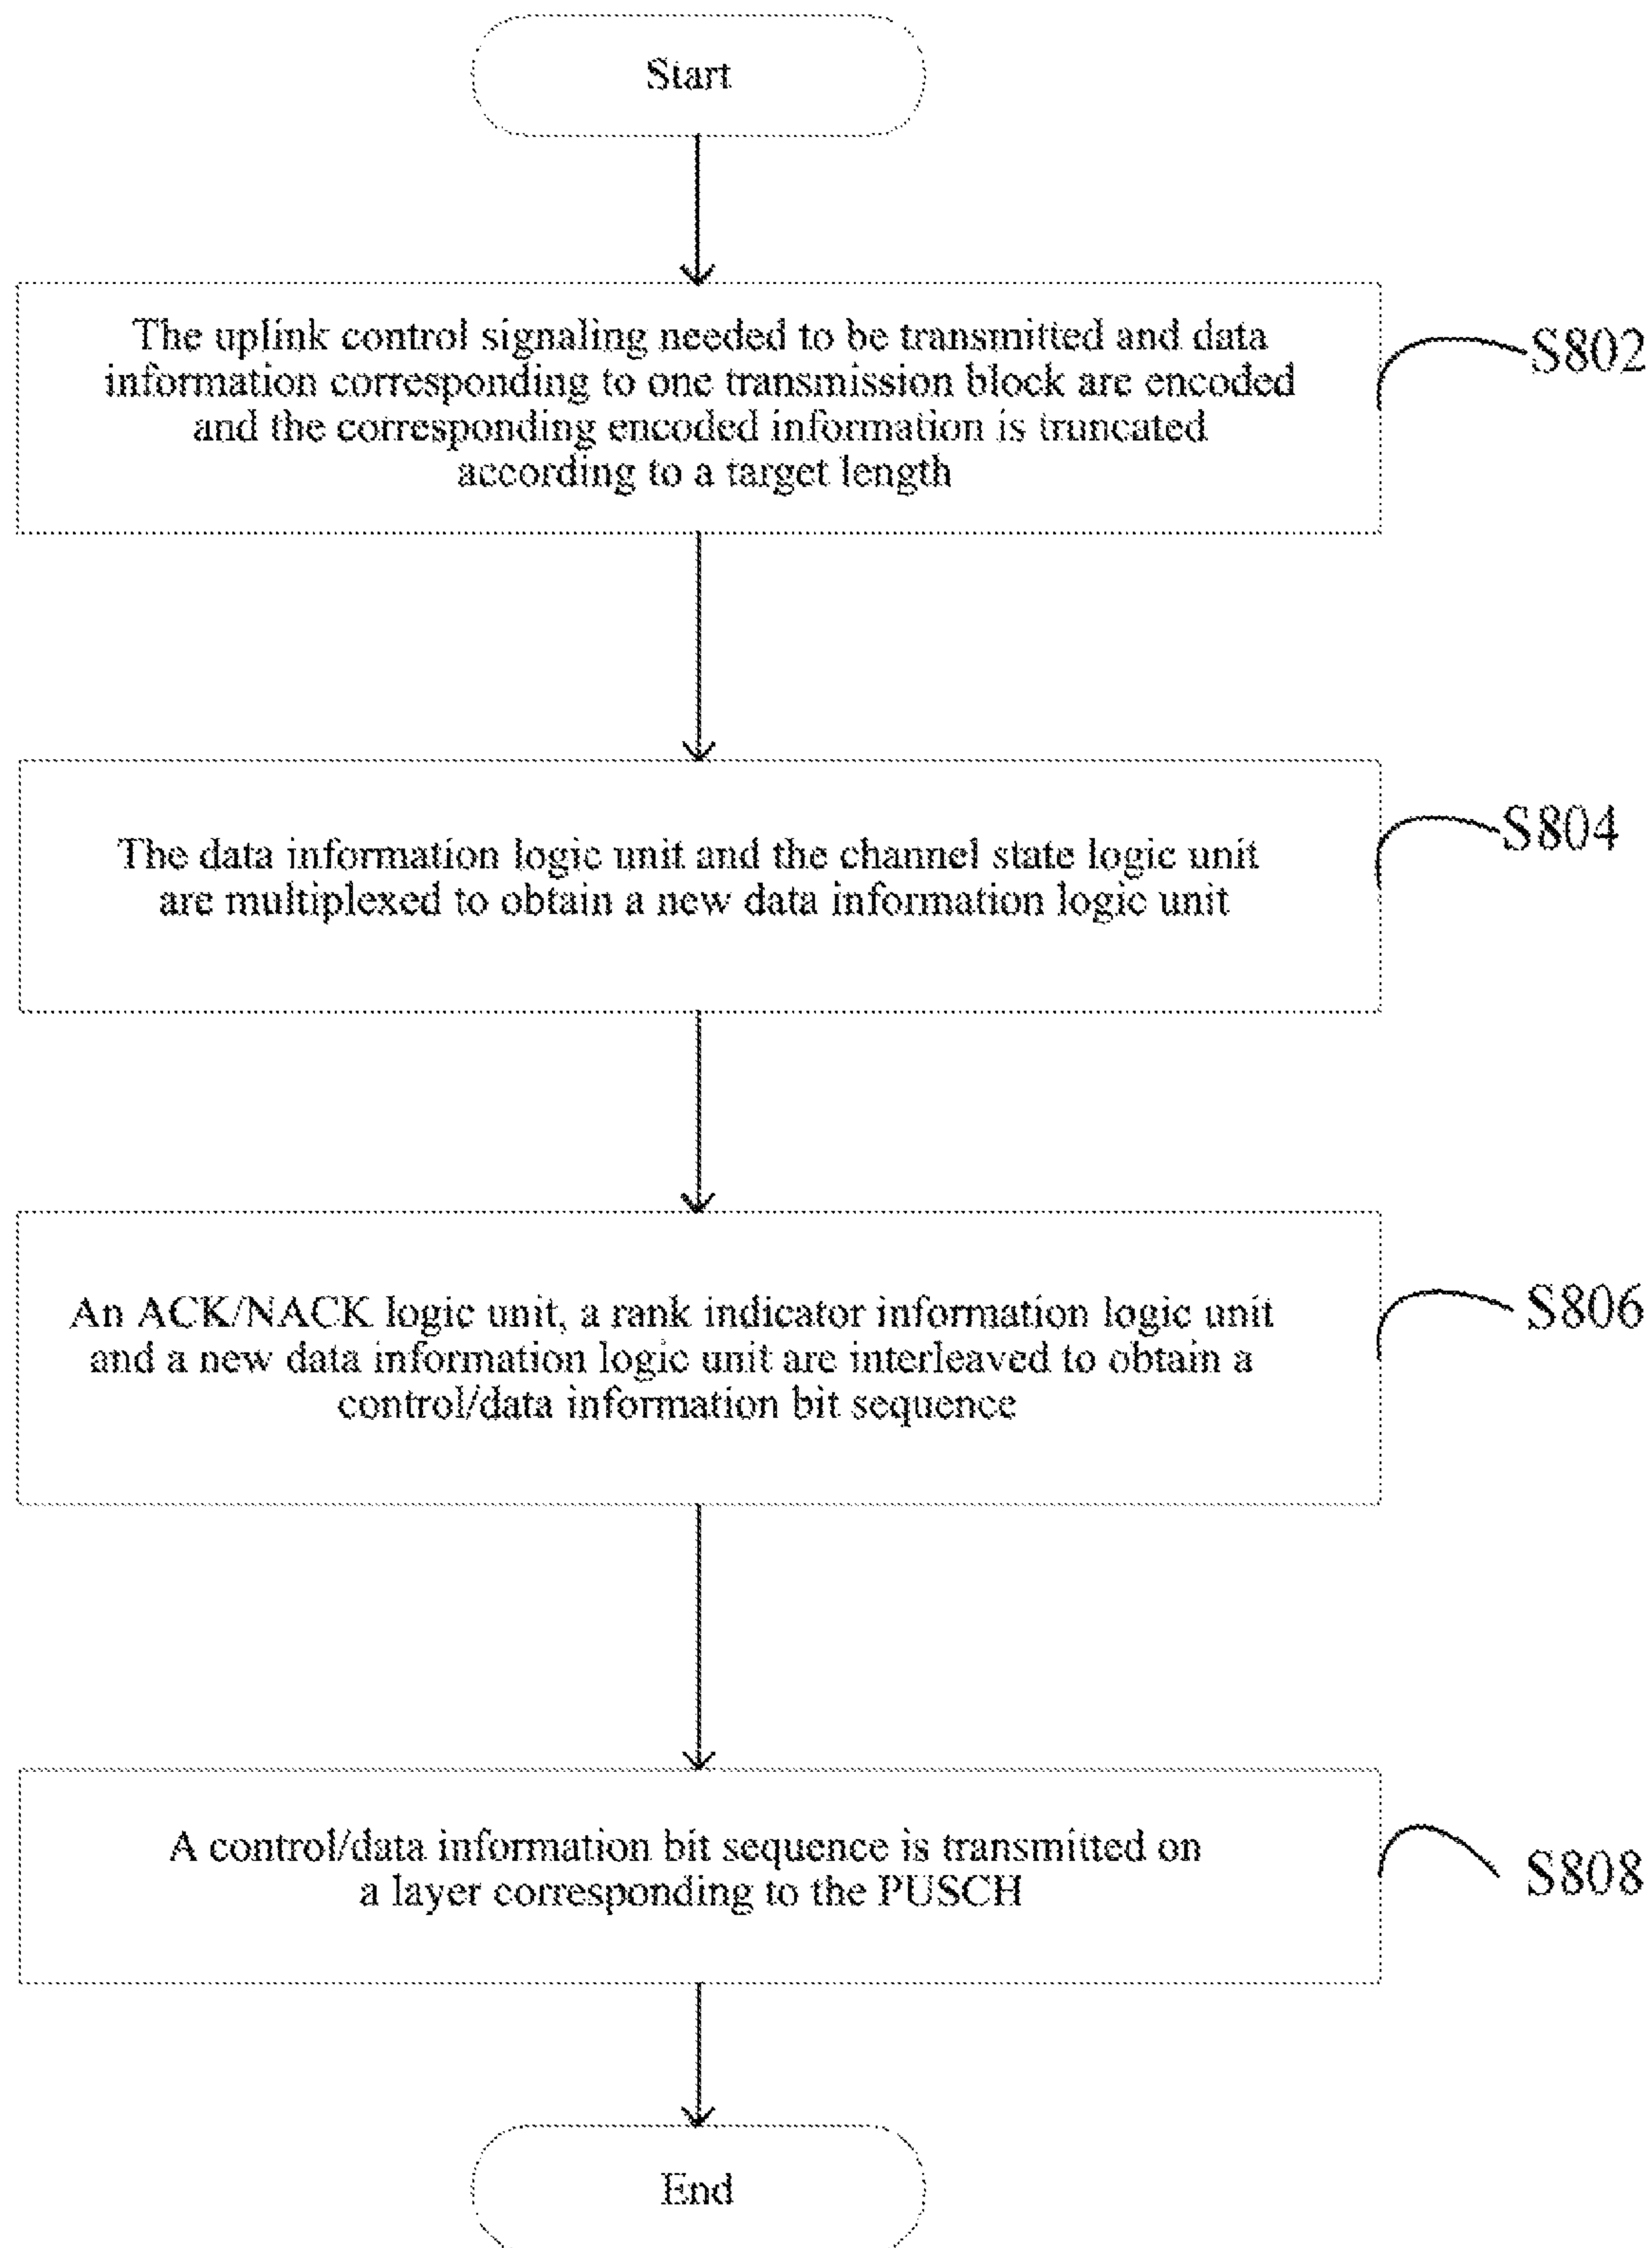 Start
The uplink control signaling needed to be transmitted and data
information corresponding to one transmission block are encoded
and the corresponding encoded information is truncated
according to a target length
S802
The data information logic unit and the channel state logic unit
are multiplexed to obtain a new data information logic unit
S804
An ACK/NACK logic unit, a rank indicator information logic unit
and a new data information logic unit are interleaved to obtain a
control/data information bit sequence
S806
A control/data information bit sequence is transmitted on
a layer corresponding to the PUSCH
S808
End